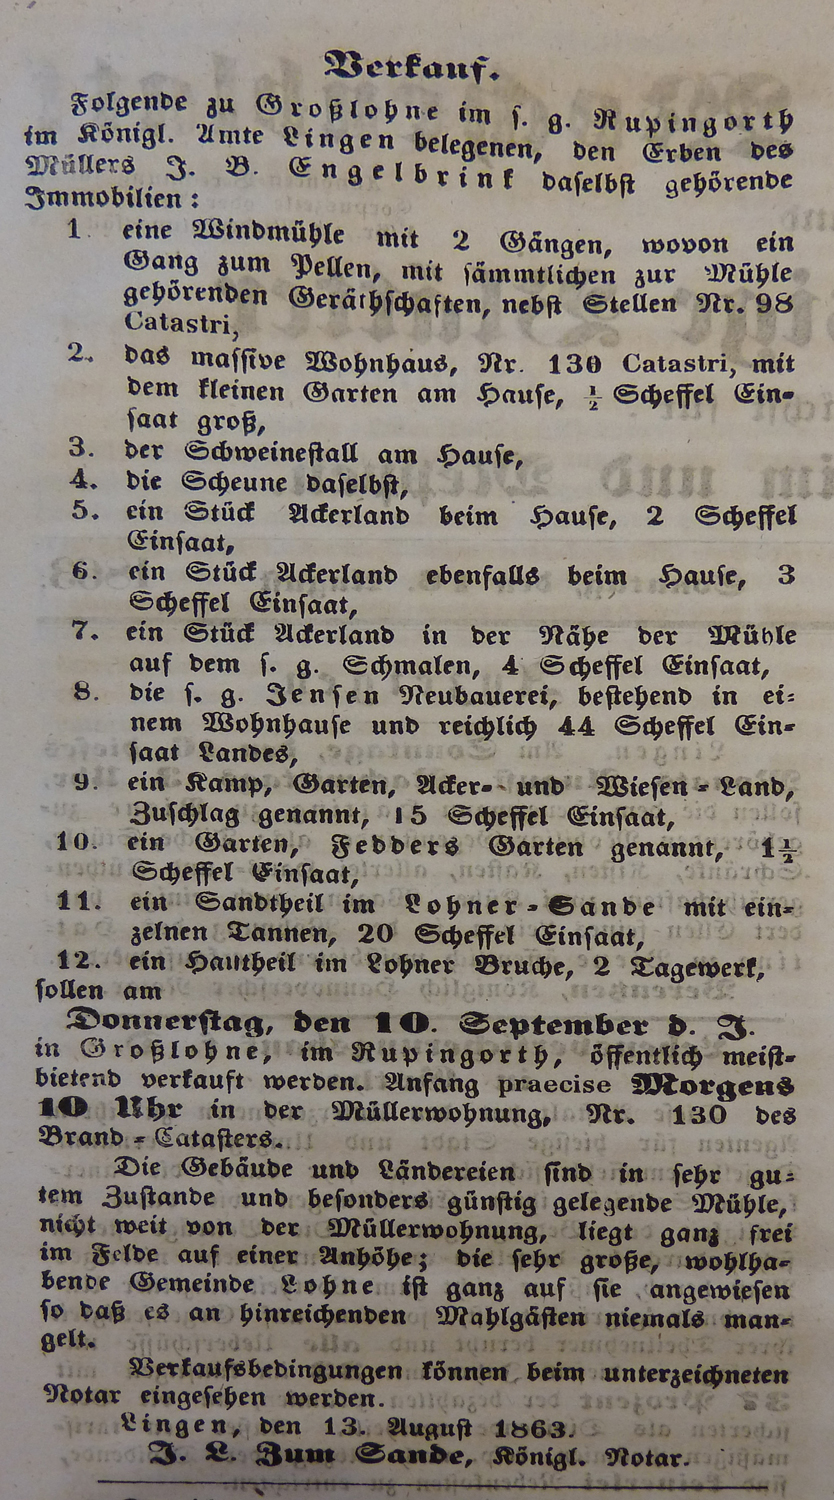 Verkauf.
Folgende zu Großlohne im s. g. Rupingorth
im Königl. Amte Lingen belegenen, den Erben des
Müllers J. B. Engelbrink daselbst gehörende
Immobilien:
1. eine Windmühle mit 2 Gängen, wovon ein
Gang zum Pellen, mit sämmtlichen zur Mühle
gehörenden Geräthschaften, nebst Stellen Nr. 98
Catastri,
2. das massive Wohnhaus, Nr. 130 Catastri, mit
dem kleinen Garten am Hause, ½ Scheffel Ein-
saat groß,
3. der Schweinestall am Hause,
4. die Scheune daselbst,
5. ein Stück Ackerland beim Hause, 2 Scheffel
Einsaat,
6. ein Stück Ackerland ebenfalls beim Hause, 3
Scheffel Einsaat,
7. ein Stück Ackerland in der Nähe der Mühle
auf dem s. g. Schmalen, 4 Scheffel Einsaat,
8. die s. g. Jensen Neubauerei, bestehend in ei-
nem Wohnhause und reichlich 44 Scheffel Ein-
saat Landes,
9. ein Kamp, Garten, Acker- und Wiesen-Land,
Zuschlag genannt, 15 Scheffel Einsaat,
10. ein Garten, Fedders Garten genannt, 1½
Scheffel Einsaat,
11. ein Sandtheil im Lohner-Sande mit ein-
zelnen Tannen, 20 Scheffel Einsaat,
12. ein Hautheil im Lohner Bruche, 2 Tagewerk,
sollen am
Donnerstag, den 10. September d. J.
in Großlohne, im Rupingorth, öffentlich meist-
bietend verkauft werden. Anfang praecise Morgens
10 Uhr in der Müllerwohnung, Nr. 130 des
Brand-Catasters.
Die Gebäude und Ländereien sind in sehr gu-
tem Zustande und besonders günstig gelegende Mühle,
nicht weit von der Müllerwohnung, liegt ganz frei
im Felde auf einer Anhöhe; die sehr große, wohlha-
bende Gemeinde Lohne ist ganz auf sie angewiesen
so daß es an hinreichenden Mahlgästen niemals man-
gelt.
Verkaufsbedingungen können beim unterzeichneten
Notar eingesehen werden.
Lingen, den 13. August 1863.
J. L. Zum Sande, Königl. Notar.